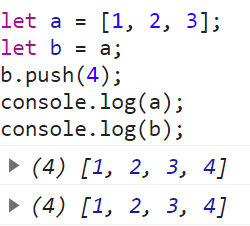 let a = [1, 2, 3];
let b = a;
b.push(4);
console.log(a);
console.log(b);
▶ (4) [1, 2, 3, 4]
▶ (4) [1, 2, 3, 4]